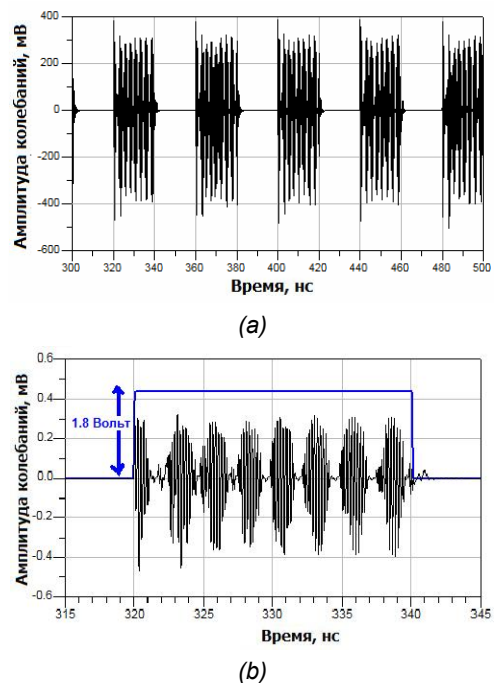 Амплитуда колебаний, мВ
400
200
0
-200
-400
-600
300 320 340 360 380 400 420 440 460 480 500
Время, нс
(a)
Амплитуда колебаний, мВ
0.6
0.4
0.2
0.0
-0.2
-0.4
-0.6
1.8 Вольт
315 320 325 330 335 340 345
Время, нс
(b)